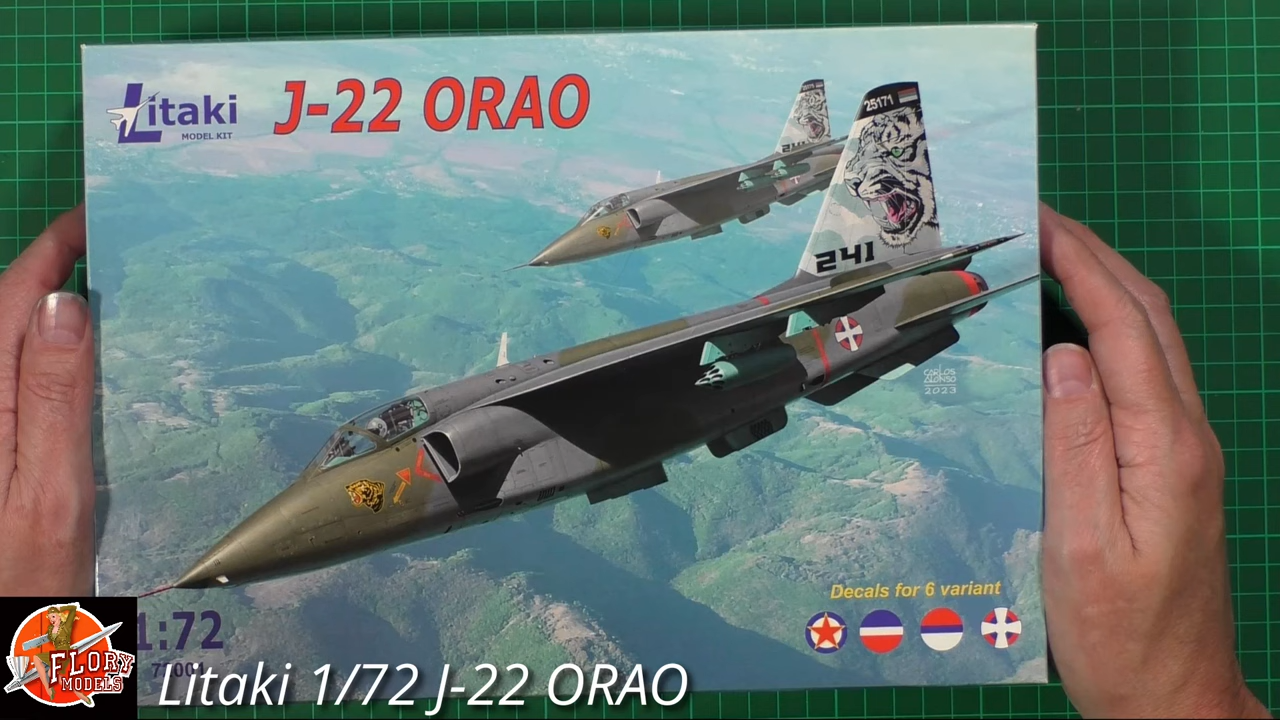 Litaki
MODEL KIT
J-22 ORAO
25171
241
241
CARLOS
ALONSO
2023
Decals for 6 variant
1:72
FLORY
MODELS
Litaki 1/72 J-22 ORAO